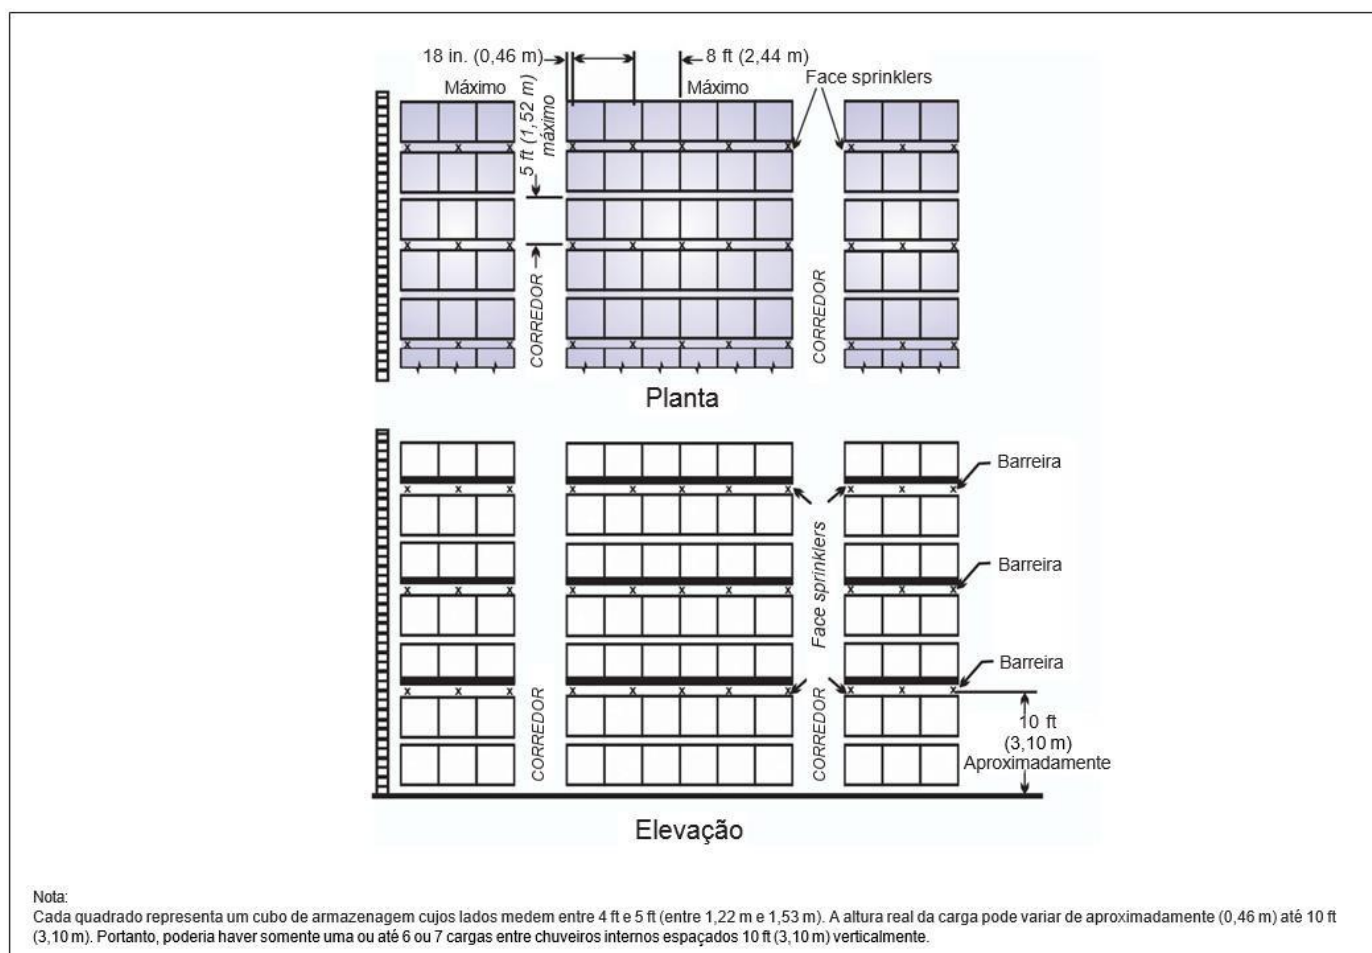 18 in. (0,46 m)
8 ft (2,44 m)
Máximo
Máximo
Face sprinklers
5 ft (1,52 m)
máximo
x x x x x x x x x x x
CORREDOR
CORREDOR
x x x x x x x x x x x
x x x x x x x x x x x
Planta
Barreira
x x x x x x x x x x x
Face sprinklers
Barreira
x x x x x x x x x x x
Barreira
x x x x x x x x x x x
CORREDOR
CORREDOR
10 ft
(3,10 m)
Aproximadamente
Elevação
Nota:
Cada quadrado representa um cubo de armazenagem cujos lados medem entre 4 ft e 5 ft (entre 1,22 m e 1,53 m). A altura real da carga pode variar de aproximadamente (0,46 m) até 10 ft
(3,10 m). Portanto, poderia haver somente uma ou até 6 ou 7 cargas entre chuveiros internos espaçados 10 ft (3,10 m) verticalmente.